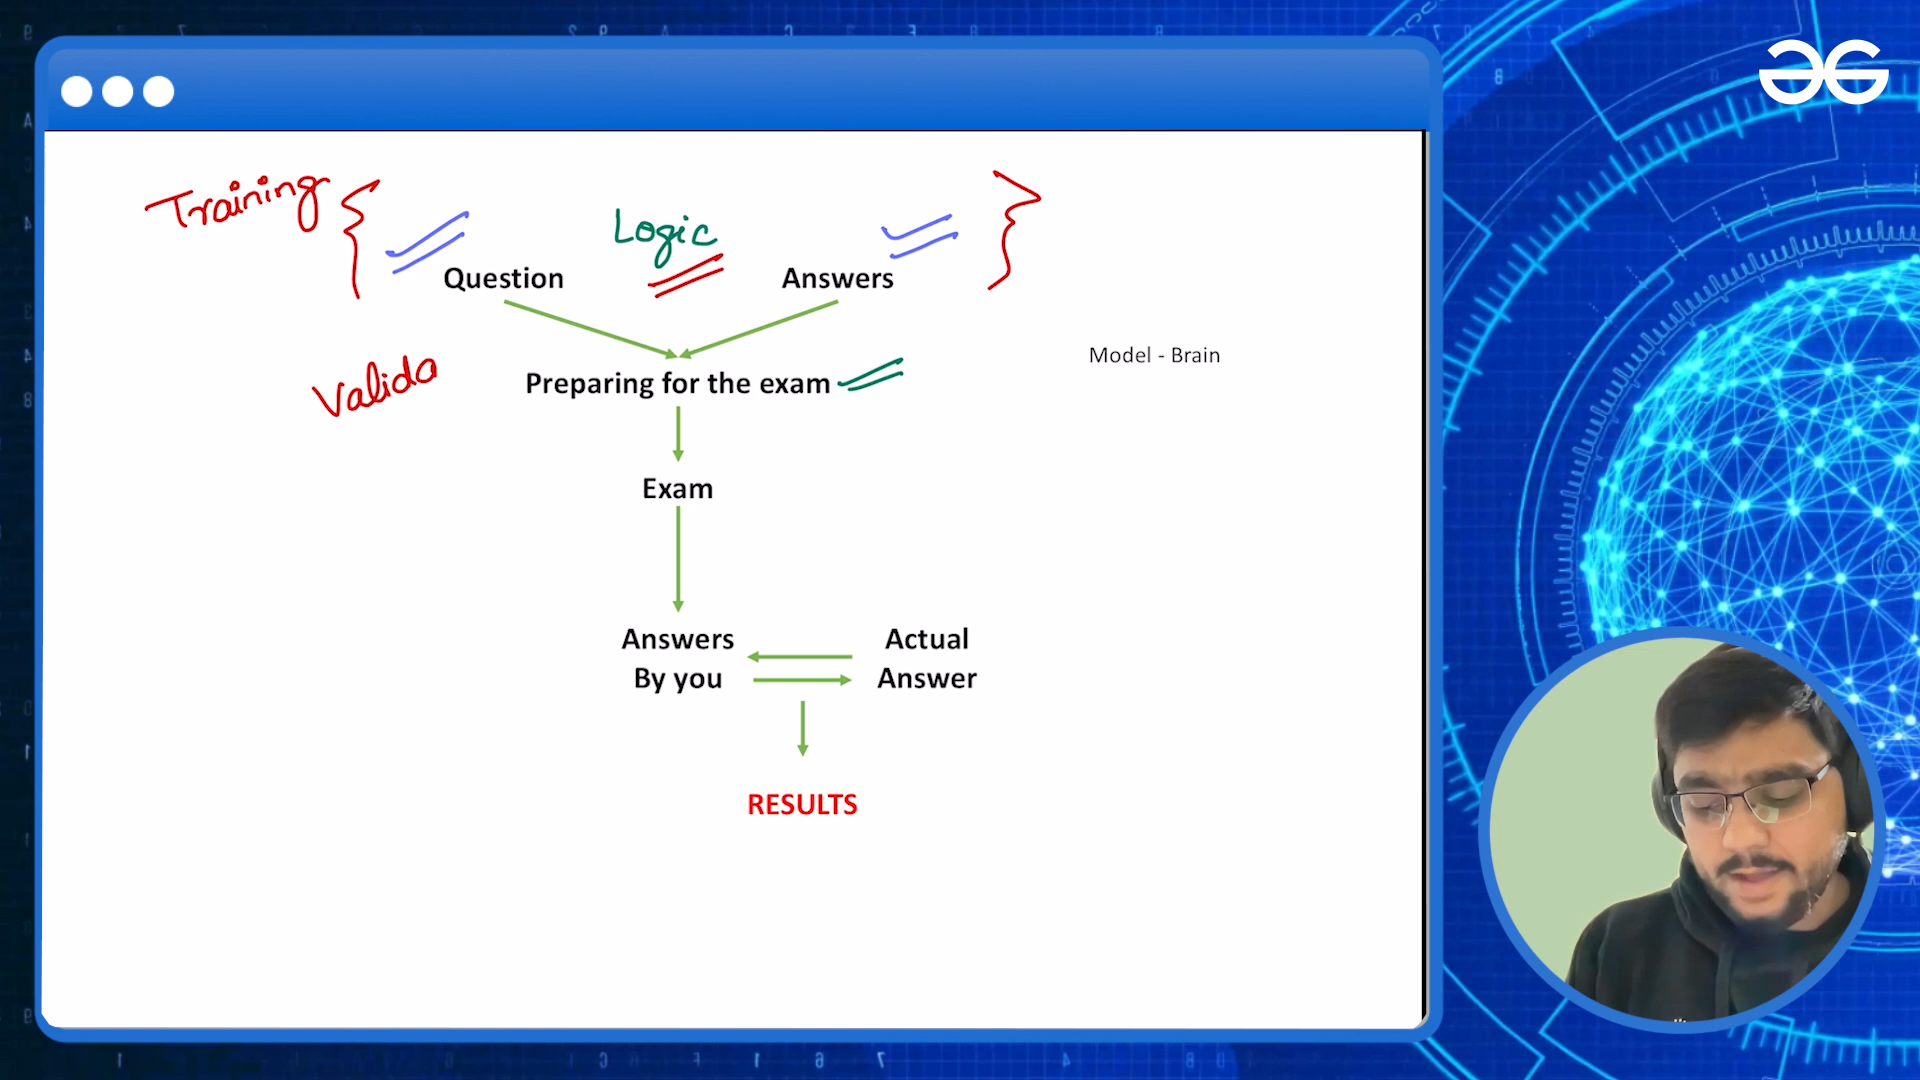 Training
Logic
Question
Answers
Valida
Preparing for the exam
Model - Brain
Exam
Answers
By you
Actual
Answer
RESULTS